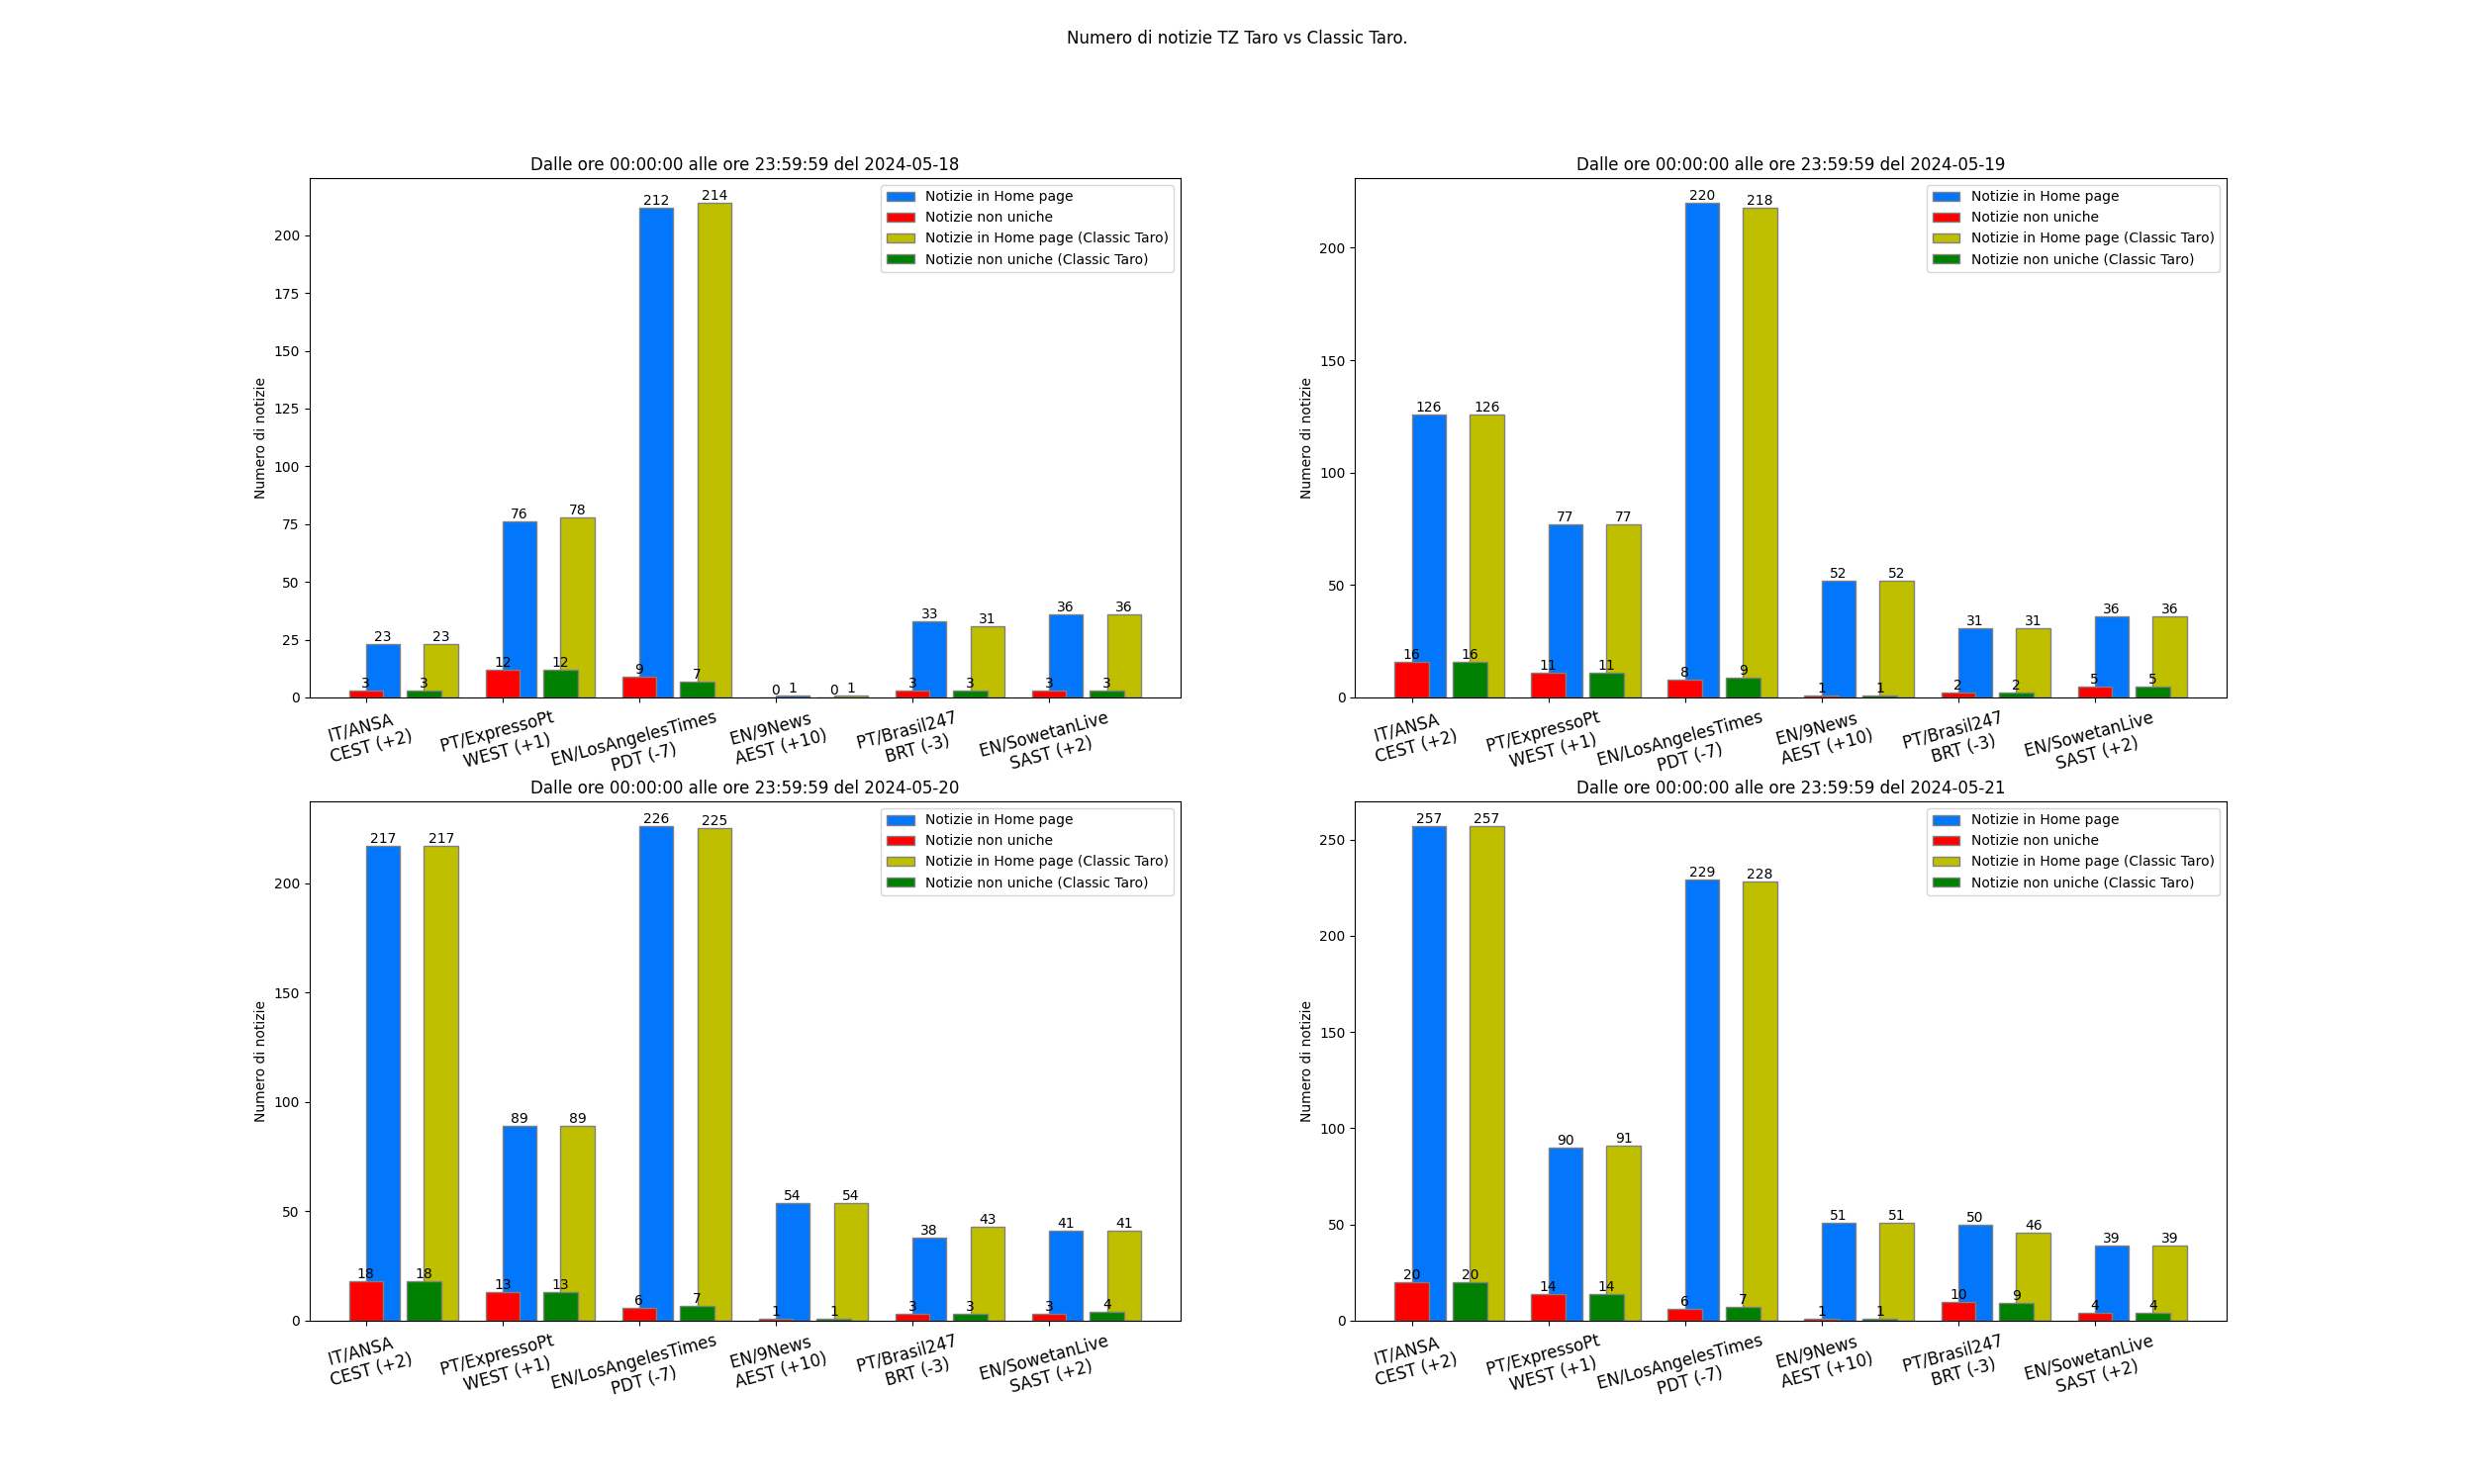 Numero di notizie TZ Taro vs Classic Taro.
Dalle ore 00:00:00 alle ore 23:59:59 del 2024-05-18
Numero di notizie
200
175
150
125
100
75
50
25
0
Notizie in Home page
Notizie non uniche
Notizie in Home page (Classic Taro)
Notizie non uniche (Classic Taro)
3 23 3 23
12 76 12 78
9 212 7 214
0 1 0 1
3 33 3 31
3 36 3 36
IT/ANSA
CEST (+2)
PT/ExpressoPt
WEST (+1)
EN/LosAngelesTimes
PDT (-7)
EN/9News
AEST (+10)
PT/Brasil247
BRT (-3)
EN/SowetanLive
SAST (+2)
Dalle ore 00:00:00 alle ore 23:59:59 del 2024-05-19
Numero di notizie
200
150
100
50
0
Notizie in Home page
Notizie non uniche
Notizie in Home page (Classic Taro)
Notizie non uniche (Classic Taro)
16 126 16 126
11 77 11 77
8 220 9 218
1 52 1 52
2 31 2 31
5 36 5 36
IT/ANSA
CEST (+2)
PT/ExpressoPt
WEST (+1)
EN/LosAngelesTimes
PDT (-7)
EN/9News
AEST (+10)
PT/Brasil247
BRT (-3)
EN/SowetanLive
SAST (+2)
Dalle ore 00:00:00 alle ore 23:59:59 del 2024-05-20
Numero di notizie
200
150
100
50
0
Notizie in Home page
Notizie non uniche
Notizie in Home page (Classic Taro)
Notizie non uniche (Classic Taro)
18 217 18 217
13 89 13 89
6 226 7 225
1 54 1 54
3 38 3 43
3 41 4 41
IT/ANSA
CEST (+2)
PT/ExpressoPt
WEST (+1)
EN/LosAngelesTimes
PDT (-7)
EN/9News
AEST (+10)
PT/Brasil247
BRT (-3)
EN/SowetanLive
SAST (+2)
Dalle ore 00:00:00 alle ore 23:59:59 del 2024-05-21
Numero di notizie
250
200
150
100
50
0
Notizie in Home page
Notizie non uniche
Notizie in Home page (Classic Taro)
Notizie non uniche (Classic Taro)
20 257 20 257
14 90 14 91
6 229 7 228
1 51 1 51
10 50 9 46
4 39 4 39
IT/ANSA
CEST (+2)
PT/ExpressoPt
WEST (+1)
EN/LosAngelesTimes
PDT (-7)
EN/9News
AEST (+10)
PT/Brasil247
BRT (-3)
EN/SowetanLive
SAST (+2)